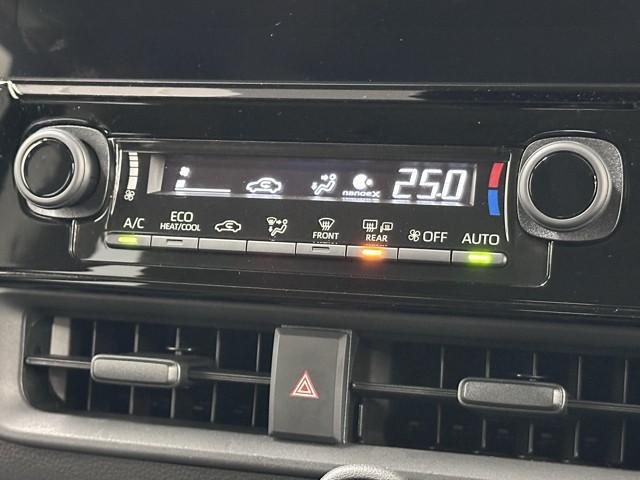 nanoeX
25.0
A/C
ECO
HEAT/COOL
FRONT
REAR
OFF
AUTO